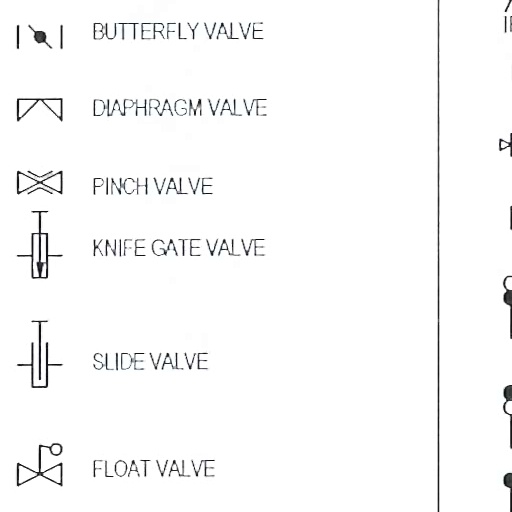 BUTTERFLY VALVE
DIAPHRAGM VALVE
PINCH VALVE
KNIFE GATE VALVE
SLIDE VALVE
FLOAT VALVE